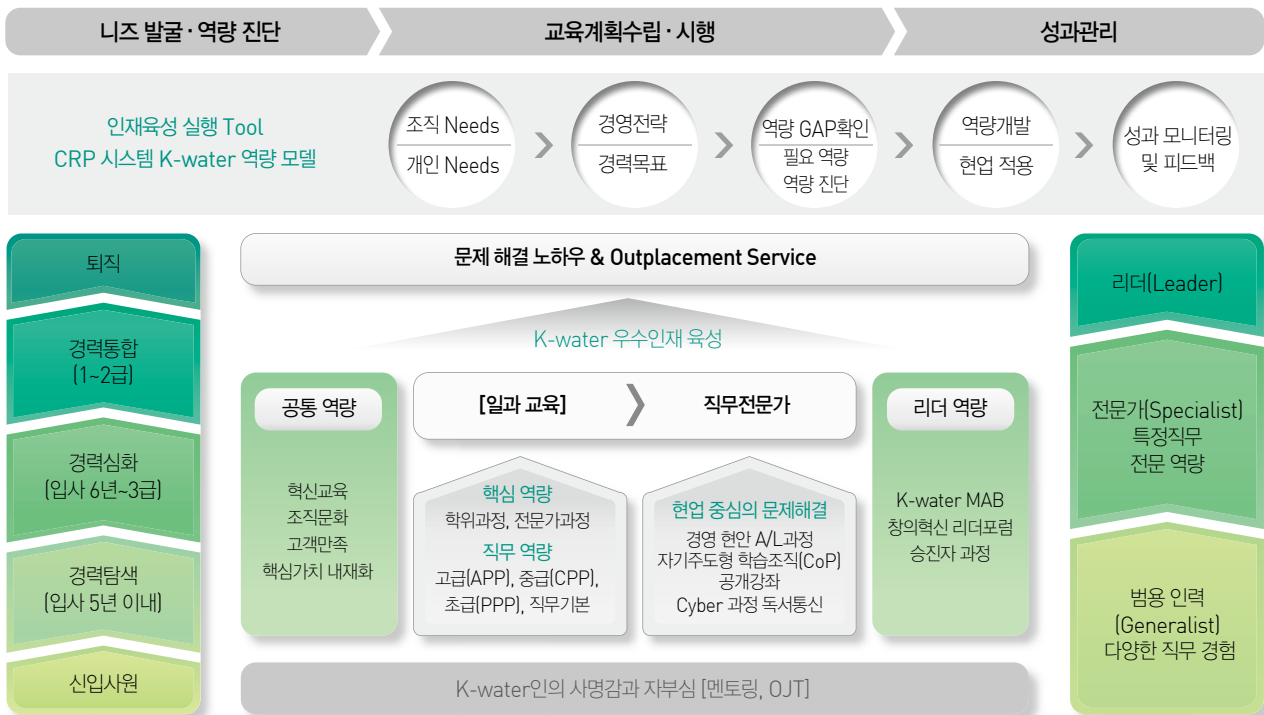 니즈 발굴 · 역량 진단
교육계획수립 · 시행
성과관리
인재육성 실행 Tool
CRP 시스템 K-water 역량 모델
조직 Needs
개인 Needs
경영전략
경력목표
역량 GAP확인
필요 역량
역량 진단
역량개발
현업 적용
성과 모니터링
및 피드백
퇴직
경력통합
(1~2급)
경력심화
(입사 6년~3급)
경력탐색
(입사 5년 이내)
신입사원
문제 해결 노하우 & Outplacement Service
K-water 우수인재 육성
공통 역량
혁신교육
조직문화
고객만족
핵심가치 내재화
[일과 교육]
직무전문가
핵심 역량
학위과정, 전문가과정
직무 역량
고급(APP), 중급(CPP),
초급(PPP), 직무기본
현업 중심의 문제해결
경영 현안 A/L과정
자기주도형 학습조직(CoP)
공개강좌
Cyber 과정 독서통신
리더 역량
K-water MAB
창의혁신 리더포럼
승진자 과정
K-water인의 사명감과 자부심 [멘토링, OJT]
리더(Leader)
전문가(Specialist)
특정직무
전문 역량
범용 인력
(Generalist)
다양한 직무 경험